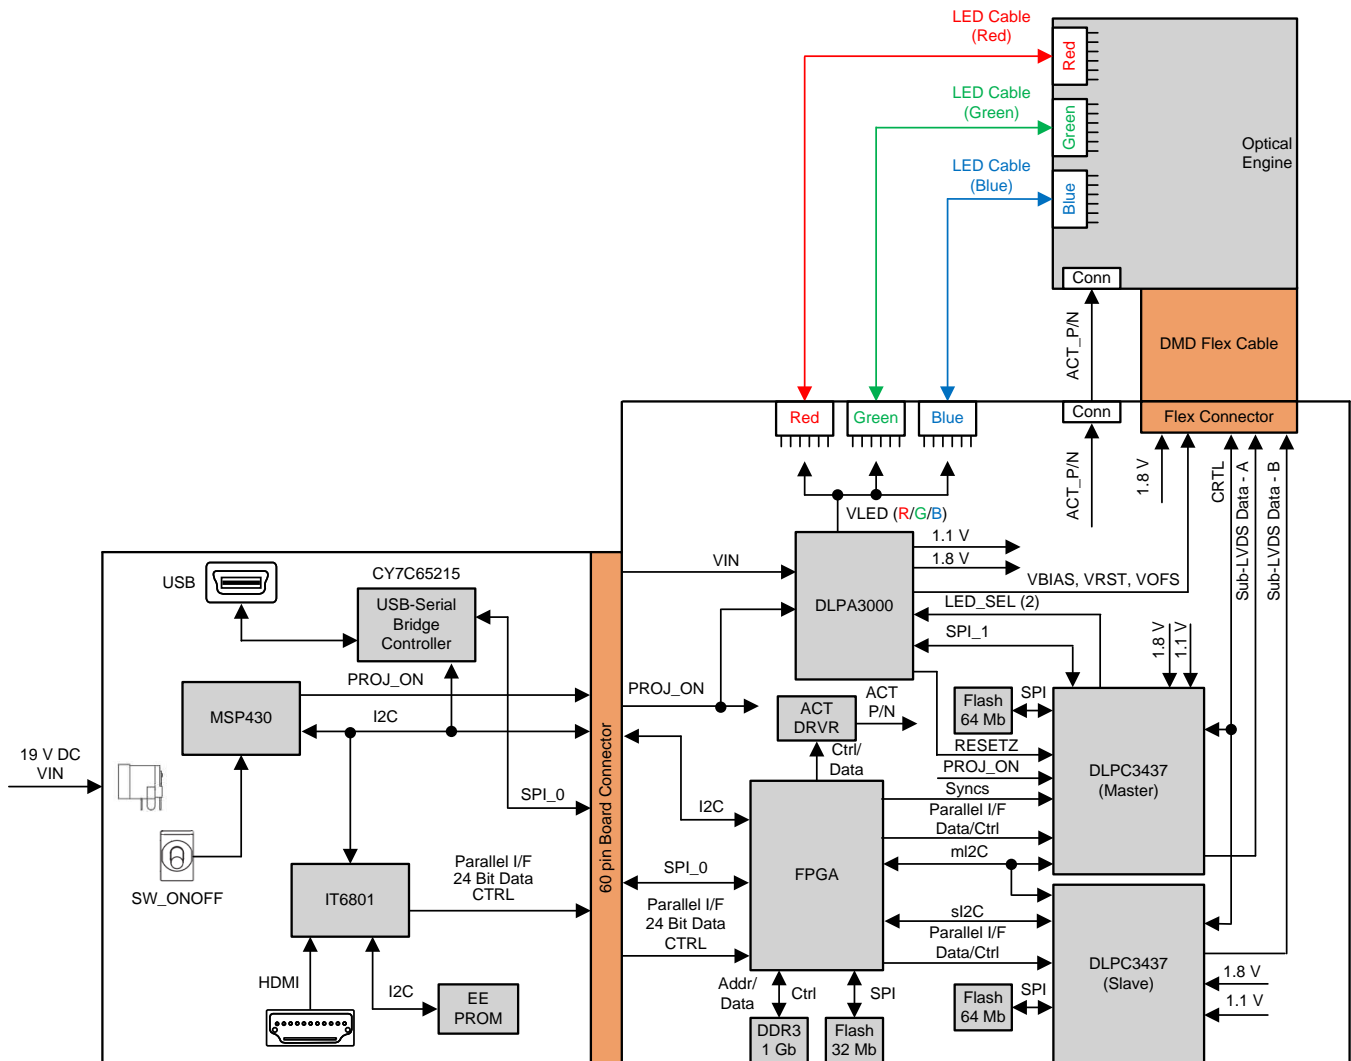 LED Cable
(Red)
Red
LED Cable
(Green)
Green
Optical
Engine
LED Cable
(Blue)
Blue
Conn
ACT_P/N
DMD Flex Cable
Red
Green
Blue
Conn
Flex Connector
ACT_P/N
1.8 V
CRTL
Sub-LVDS Data - A
Sub-LVDS Data - B
VLED (R/G/B)
VIN
1.1 V
1.8 V
DLPA3000
VBIAS, VRST, VOFS
LED_SEL (2)
SPI_1
1.8 V
1.1 V
USB
CY7C65215
USB-Serial
Bridge
Controller
PROJ_ON
MSP430
I2C
PROJ_ON
19 V DC
VIN
SPI_0
SW_ONOFF
IT6801
Parallel I/F
24 Bit Data
CTRL
HDMI
I2C
EE
PROM
60 pin Board Connector
ACT
DRVR
ACT
P/N
Ctrl/
Data
Flash
64 Mb
SPI
RESETZ
PROJ_ON
Syncs
Parallel I/F
Data/Ctrl
mI2C
DLPC3437
(Master)
I2C
SPI_0
FPGA
Parallel I/F
24 Bit Data
CTRL
sI2C
Parallel I/F
Data/Ctrl
DLPC3437
(Slave)
1.8 V
1.1 V
Flash
64 Mb
SPI
Addr/
Data
Ctrl
SPI
DDR3
1 Gb
Flash
32 Mb